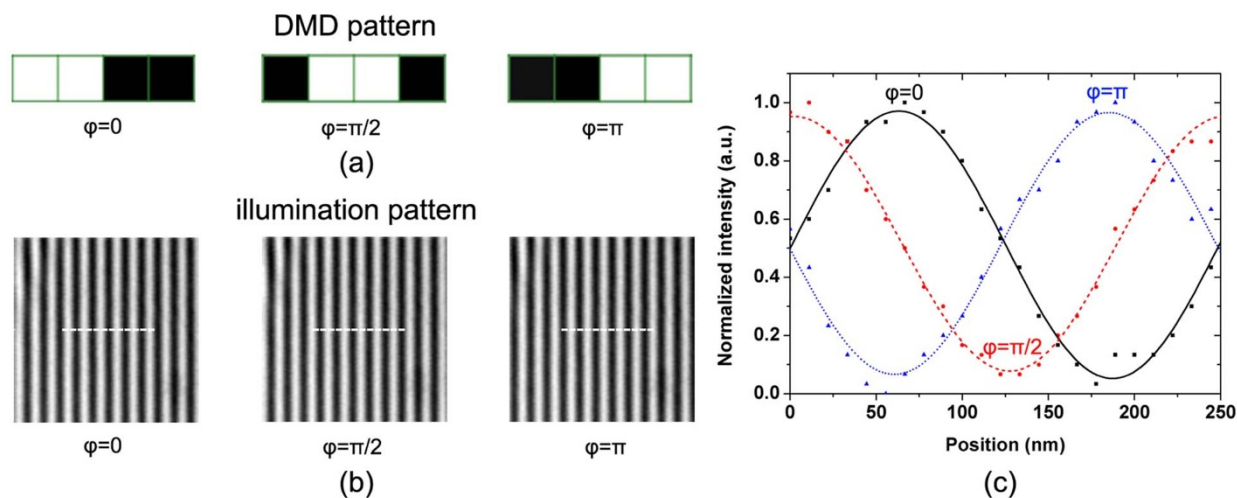 DMD pattern
φ=0
φ=π/2
φ=π
(a)
illumination pattern
φ=0
φ=π/2
φ=π
(b)
Normalized intensity (a.u.)
1.0
0.8
0.6
0.4
0.2
0.0
φ=0
φ=π
φ=π/2
0
50
100
150
200
250
Position (nm)
(c)